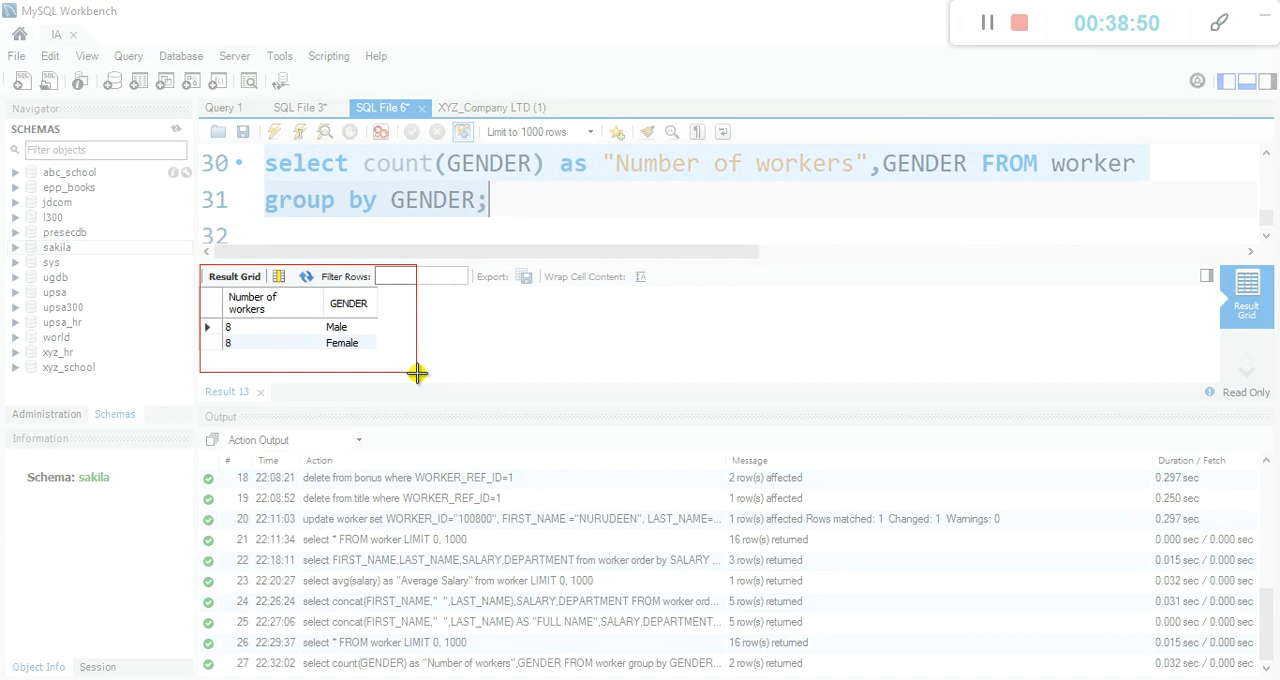 MySQL Workbench
00:38:50
IA
File Edit View Query Database Server Tools Scripting Help
Navigator
Query 1 SQL File 3* SQL File 6* XYZ_Company LTD (1)
SCHEMAS
Limit to 1000 rows
Filter objects
abc_school
epp_books
jdcom
l300
presecdb
sakila
sys
ugdb
upsa
upsa300
upsa_hr
world
xyz_hr
xyz_school
30 select count(GENDER) as "Number of workers",GENDER FROM worker
31 group by GENDER;
32
Result Grid Filter Rows: Export: Wrap Cell Content:
Number of workers GENDER
8 Male
8 Female
Result Grid
Result 13 Read Only
Administration Schemas
Output
Information
Action Output
Schema: sakila
# Time Action Message Duration / Fetch
18 22:08:21 delete from bonus where WORKER_REF_ID=1 2 row(s) affected 0.297 sec
19 22:08:52 delete from title where WORKER_REF_ID=1 1 row(s) affected 0.250 sec
20 22:11:03 update worker set WORKER_ID="100800", FIRST_NAME ="NURUDEEN", LAST_NAME=... 1 row(s) affected Rows matched: 1 Changed: 1 Warnings: 0 0.297 sec
21 22:11:34 select * FROM worker LIMIT 0, 1000 16 row(s) returned 0.000 sec / 0.000 sec
22 22:18:11 select FIRST_NAME,LAST_NAME,SALARY,DEPARTMENT from worker order by SALARY ... 3 row(s) returned 0.015 sec / 0.000 sec
23 22:20:27 select avg(salary) as "Average Salary" from worker LIMIT 0, 1000 1 row(s) returned 0.032 sec / 0.000 sec
24 22:26:24 select concat(FIRST_NAME," ",LAST_NAME),SALARY,DEPARTMENT FROM worker ord... 5 row(s) returned 0.031 sec / 0.000 sec
25 22:27:06 select concat(FIRST_NAME," ",LAST_NAME) AS "FULL NAME",SALARY,DEPARTMENT... 5 row(s) returned 0.000 sec / 0.000 sec
26 22:29:37 select * FROM worker LIMIT 0, 1000 16 row(s) returned 0.015 sec / 0.000 sec
27 22:32:02 select count(GENDER) as "Number of workers",GENDER FROM worker group by GENDER... 2 row(s) returned 0.032 sec / 0.000 sec
Object Info Session